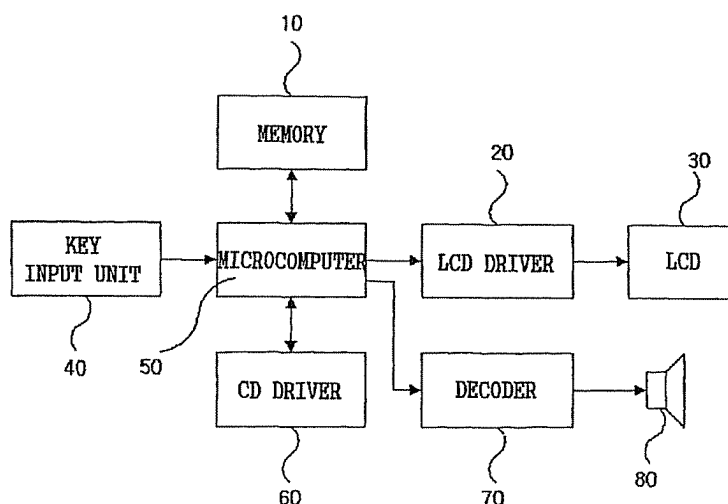 10
MEMORY
20
30
KEY
INPUT UNIT
MICROCOMPUTER
LCD DRIVER
LCD
40
50
CD DRIVER
DECODER
60
70
80